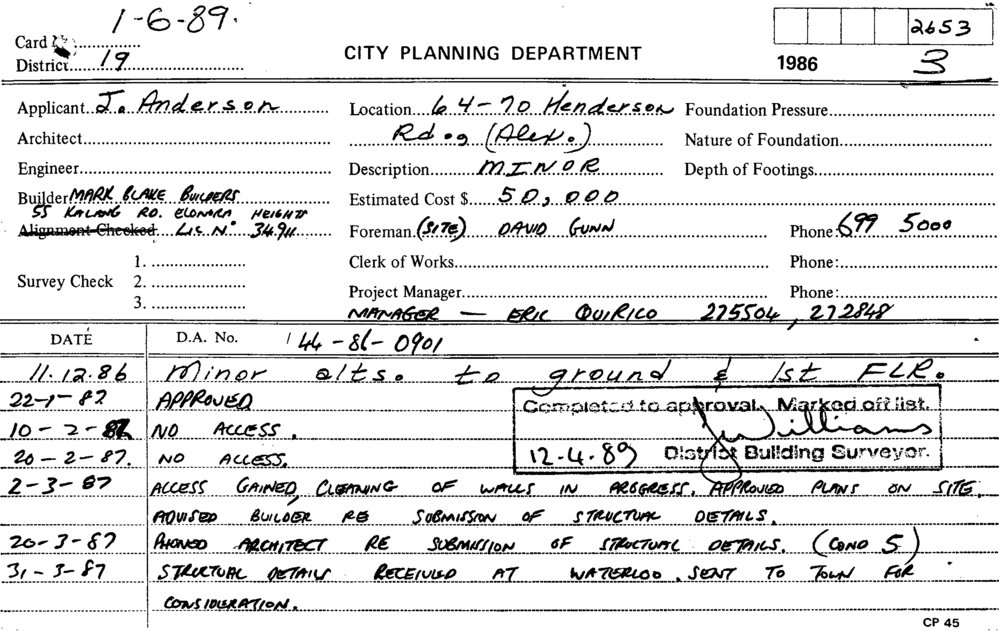 1-6-89.
Card No.
2653
District 19
CITY PLANNING DEPARTMENT
1986 3
Applicant J. Anderson Location 64-70 Henderson Foundation Pressure
Architect Rd., (Alex.) Nature of Foundation
Engineer Description MINOR Depth of Footings
Builder MARK BLAKE BUILDERS Estimated Cost $ 50,000
55 KALANG RD. ELONORA HEIGHTS
Alignment Checked LIC No 34911 Foreman (SITE) DAVID GUNN Phone: 699 5000
1. Clerk of Works Phone:
Survey Check 2.
3. Project Manager Phone:
MANAGER — ERIC QUIRICO 275504, 272848
DATE D.A. No. 144-86-0901
11.12.86 Minor alts. to ground & 1st FLR.
22-1-87 APPROVED
Completed to approval. Marked off list.
JWilliams
12-4-89 District Building Surveyor.
10-2-87 NO ACCESS.
20-2-87. NO ACCESS.
2-3-87 ACCESS GAINED, CLEANING OF WALLS IN PROGRESS. APPROVED PLANS ON SITE.
ADVISED BUILDER RE SUBMISSION OF STRUCTUAL DETAILS.
20-3-87 PHONED ARCHITECT RE SUBMISSION OF STRUCTUAL DETAILS. (COND 5)
31-3-87 STRUCTUAL DETAILS RECEIVED AT WATERLOO. SENT TO TOWN FOR
CONSIDERATION.
CP 45